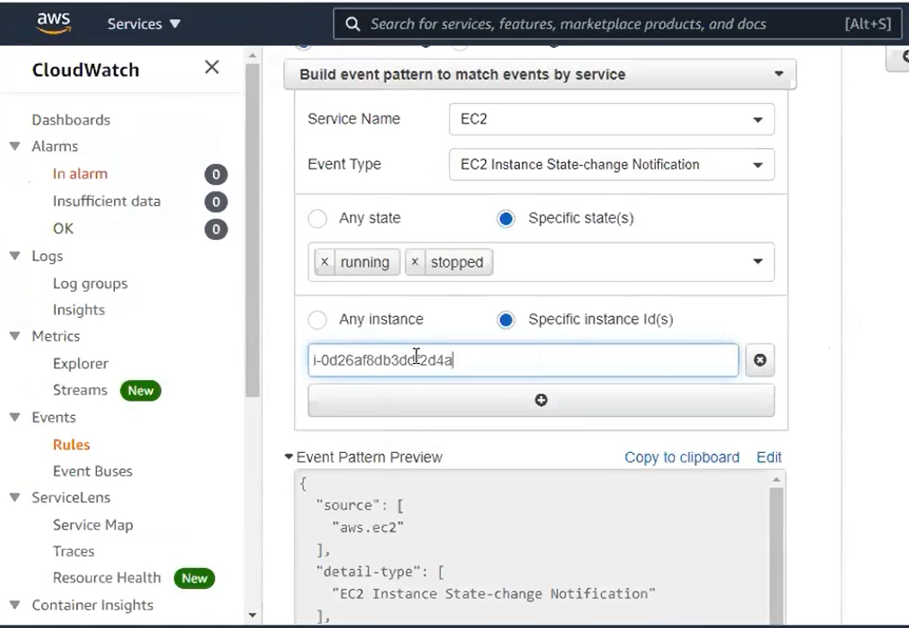 aws Services Search for services, features, marketplace products, and docs [Alt+S]
CloudWatch
Dashboards
Alarms
In alarm 0
Insufficient data 0
OK 0
Logs
Log groups
Insights
Metrics
Explorer
Streams New
Events
Rules
Event Buses
ServiceLens
Service Map
Traces
Resource Health New
Container Insights
Build event pattern to match events by service
Service Name EC2
Event Type EC2 Instance State-change Notification
Any state Specific state(s)
× running × stopped
Any instance Specific instance Id(s)
Event Pattern Preview Copy to clipboard Edit
{
"source": [
"aws.ec2"
],
"detail-type": [
"EC2 Instance State-change Notification"
],